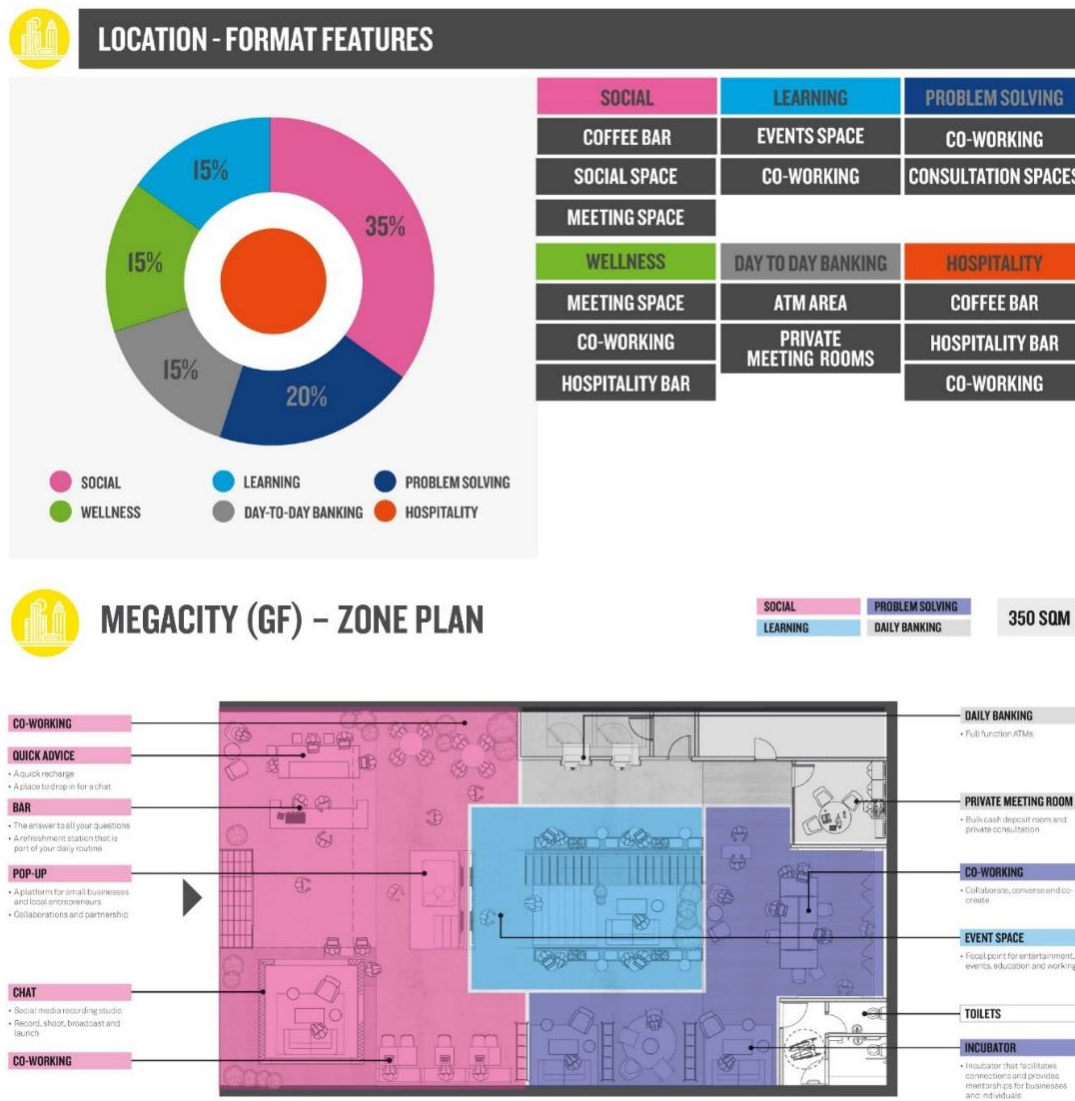 LOCATION - FORMAT FEATURES
15%
35%
15%
15%
20%
SOCIAL
LEARNING
PROBLEM SOLVING
WELLNESS
DAY-TO-DAY BANKING
HOSPITALITY
SOCIAL
LEARNING
PROBLEM SOLVING
COFFEE BAR
EVENTS SPACE
CO-WORKING
SOCIAL SPACE
CO-WORKING
CONSULTATION SPACES
MEETING SPACE
WELLNESS
DAY TO DAY BANKING
HOSPITALITY
MEETING SPACE
ATM AREA
COFFEE BAR
CO-WORKING
PRIVATE
MEETING ROOMS
HOSPITALITY BAR
HOSPITALITY BAR
CO-WORKING
MEGACITY (GF) – ZONE PLAN
SOCIAL
PROBLEM SOLVING
LEARNING
DAILY BANKING
350 SQM
CO-WORKING
QUICK ADVICE
• A quick recharge
• A place to drop in for a chat
BAR
• The answer to all your questions
• A refreshment station that is
part of your daily routine
POP-UP
• A platform for small businesses
and local entrepreneurs
• Collaborations and partnership
CHAT
• Social media recording studio
• Record, shoot, broadcast and
launch
CO-WORKING
DAILY BANKING
• Full function ATMs
PRIVATE MEETING ROOM
• Bulk cash deposit room and
private consultation
CO-WORKING
• Collaborate, converse and co-
create
EVENT SPACE
• Focal point for entertainment,
events, education and working
TOILETS
INCUBATOR
• Incubator that facilitates
connections and provides
mentorships for businesses
and individuals